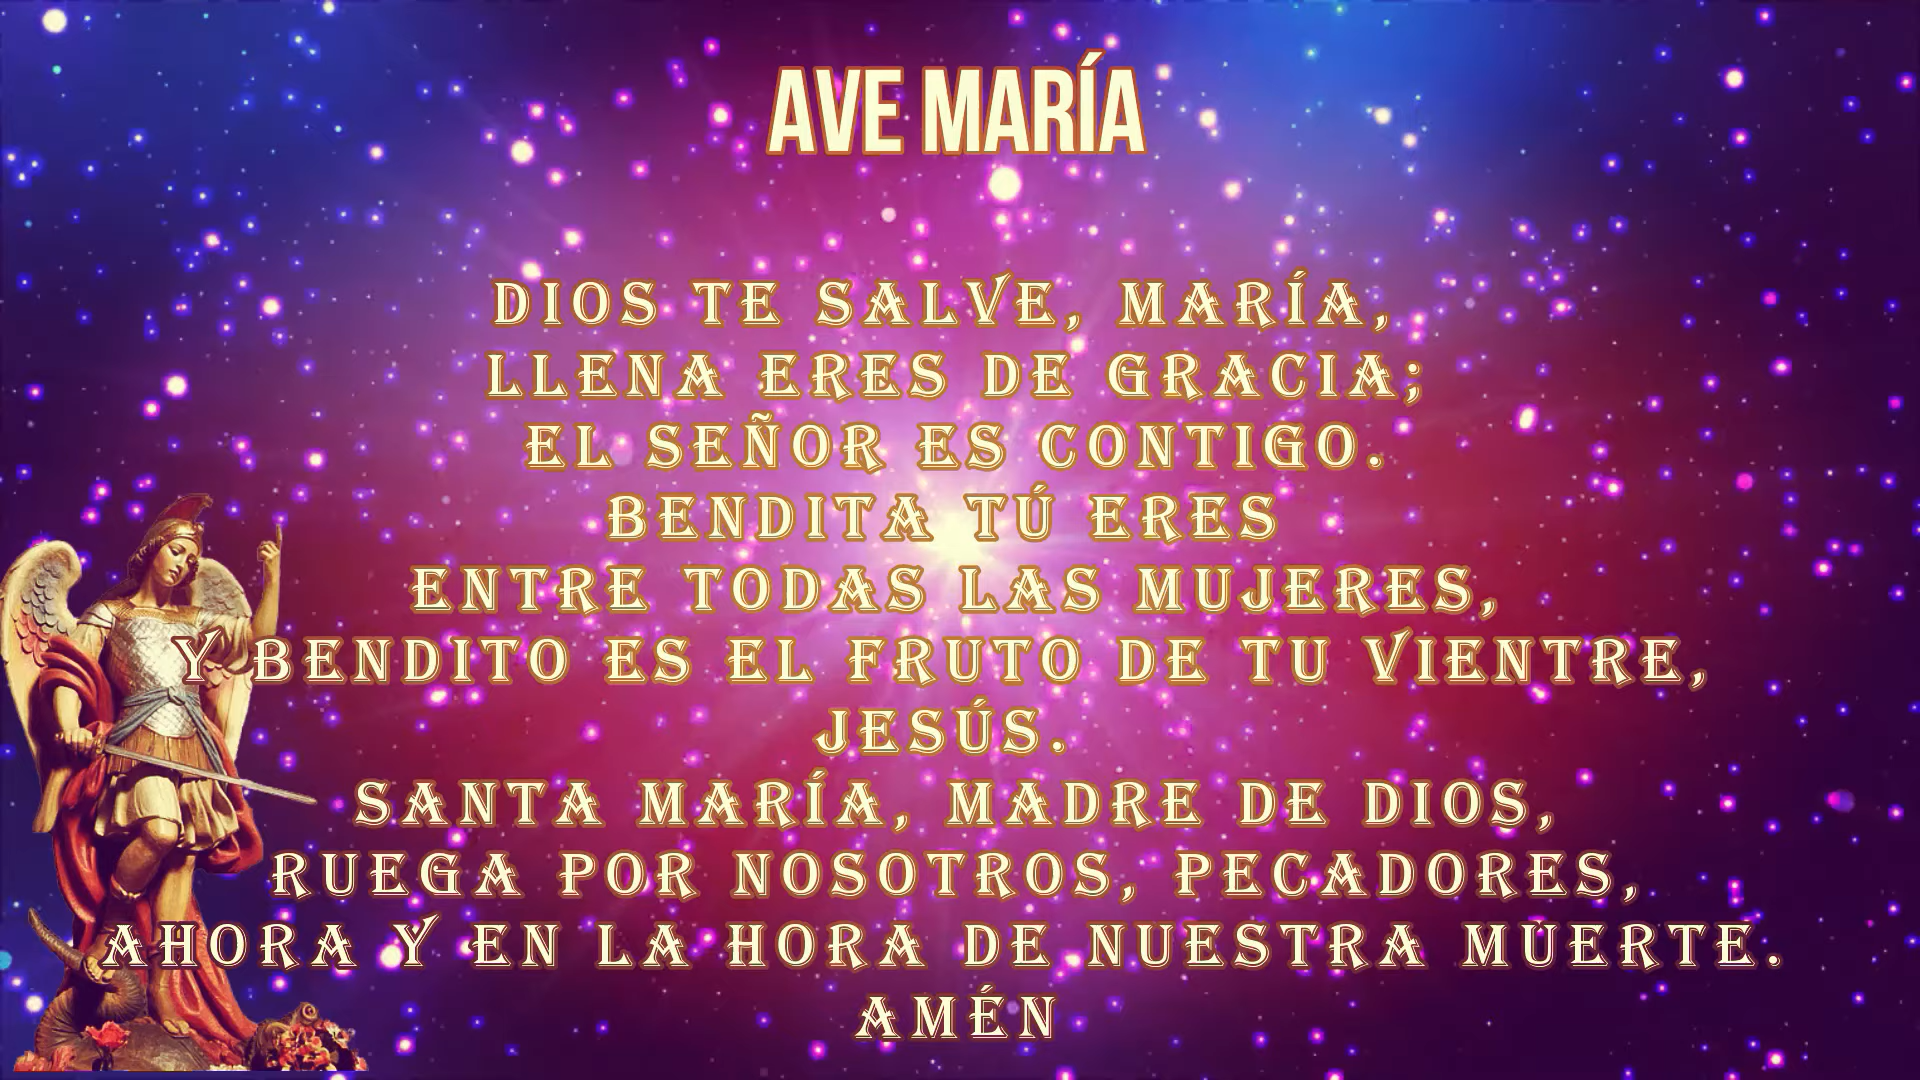 AVE MARÍA
DIOS TE SALVE, MARÍA,
LLENA ERES DE GRACIA;
EL SEÑOR ES CONTIGO.
BENDITA TÚ ERES
ENTRE TODAS LAS MUJERES,
Y BENDITO ES EL FRUTO DE TU VIENTRE,
JESÚS.
SANTA MARÍA, MADRE DE DIOS,
RUEGA POR NOSOTROS, PECADORES,
AHORA Y EN LA HORA DE NUESTRA MUERTE.
AMÉN